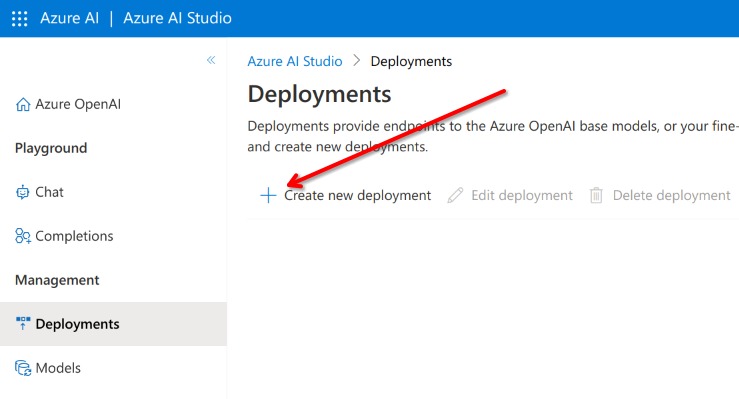 Azure AI | Azure AI Studio
Azure OpenAI
Playground
Chat
Completions
Management
Deployments
Models
Azure AI Studio > Deployments
Deployments
Deployments provide endpoints to the Azure OpenAI base models, or your fine-
and create new deployments.
Create new deployment Edit deployment Delete deployment